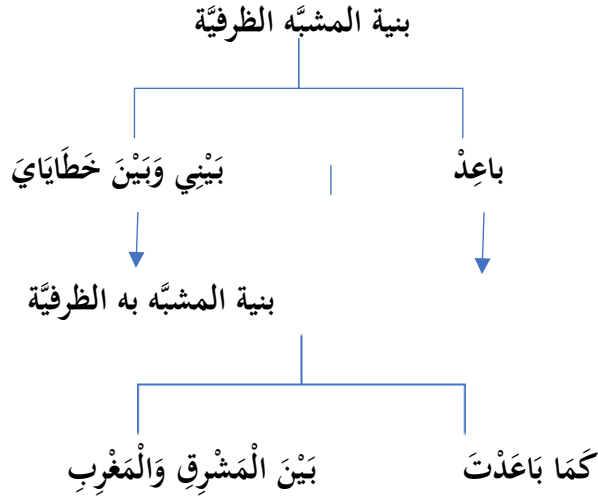 بنية المشبَّه الظرفيَّة
باعِدْ بَيْنِي وَبَيْنَ خَطَايَايَ
بنية المشبَّه به الظرفيَّة
كَمَا بَاعَدْتَ بَيْنَ الْمَشْرِقِ وَالْمَغْرِبِ